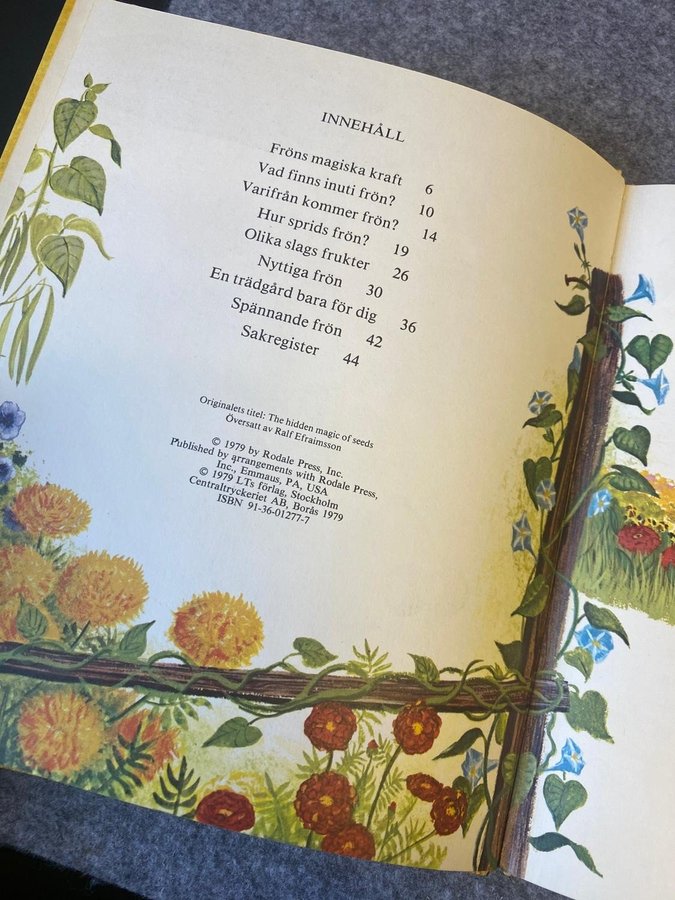 INNEHÅLL
Fröns magiska kraft 6
Vad finns inuti frön? 10
Varifrån kommer frön? 14
Hur sprids frön? 19
Olika slags frukter 26
Nyttiga frön 30
En trädgård bara för dig 36
Spännande frön 42
Sakregister 44
Originalets titel: The hidden magic of seeds
Översatt av Ralf Efraimsson
© 1979 by Rodale Press, Inc.
Published by arrangements with Rodale Press,
Inc., Emmaus, PA, USA
© 1979 LTs förlag, Stockholm
Centraltryckeriet AB, Borås 1979
ISBN 91-36-01277-7